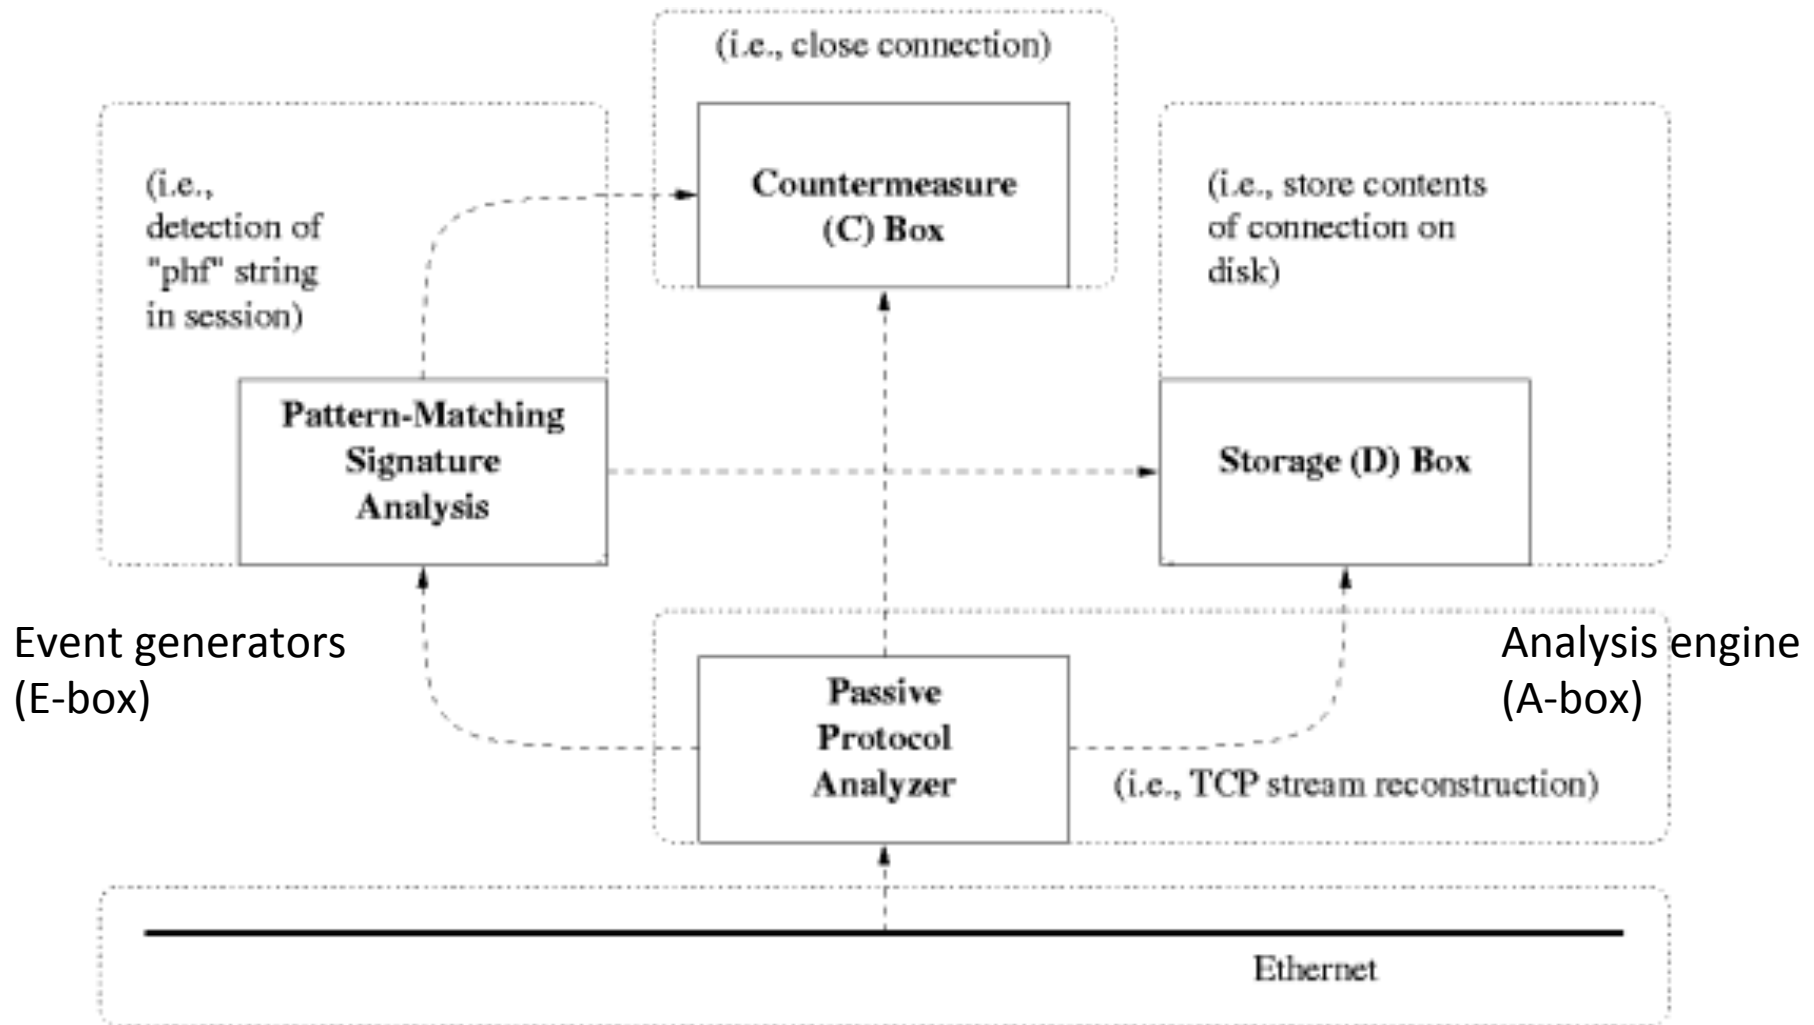 (i.e., close connection)
Countermeasure
(C) Box
(i.e.,
detection of
"phf" string
in session)
(i.e., store contents
of connection on
disk)
Pattern-Matching
Signature
Analysis
Storage (D) Box
Event generators
(E-box)
Analysis engine
(A-box)
Passive
Protocol
Analyzer
(i.e., TCP stream reconstruction)
Ethernet